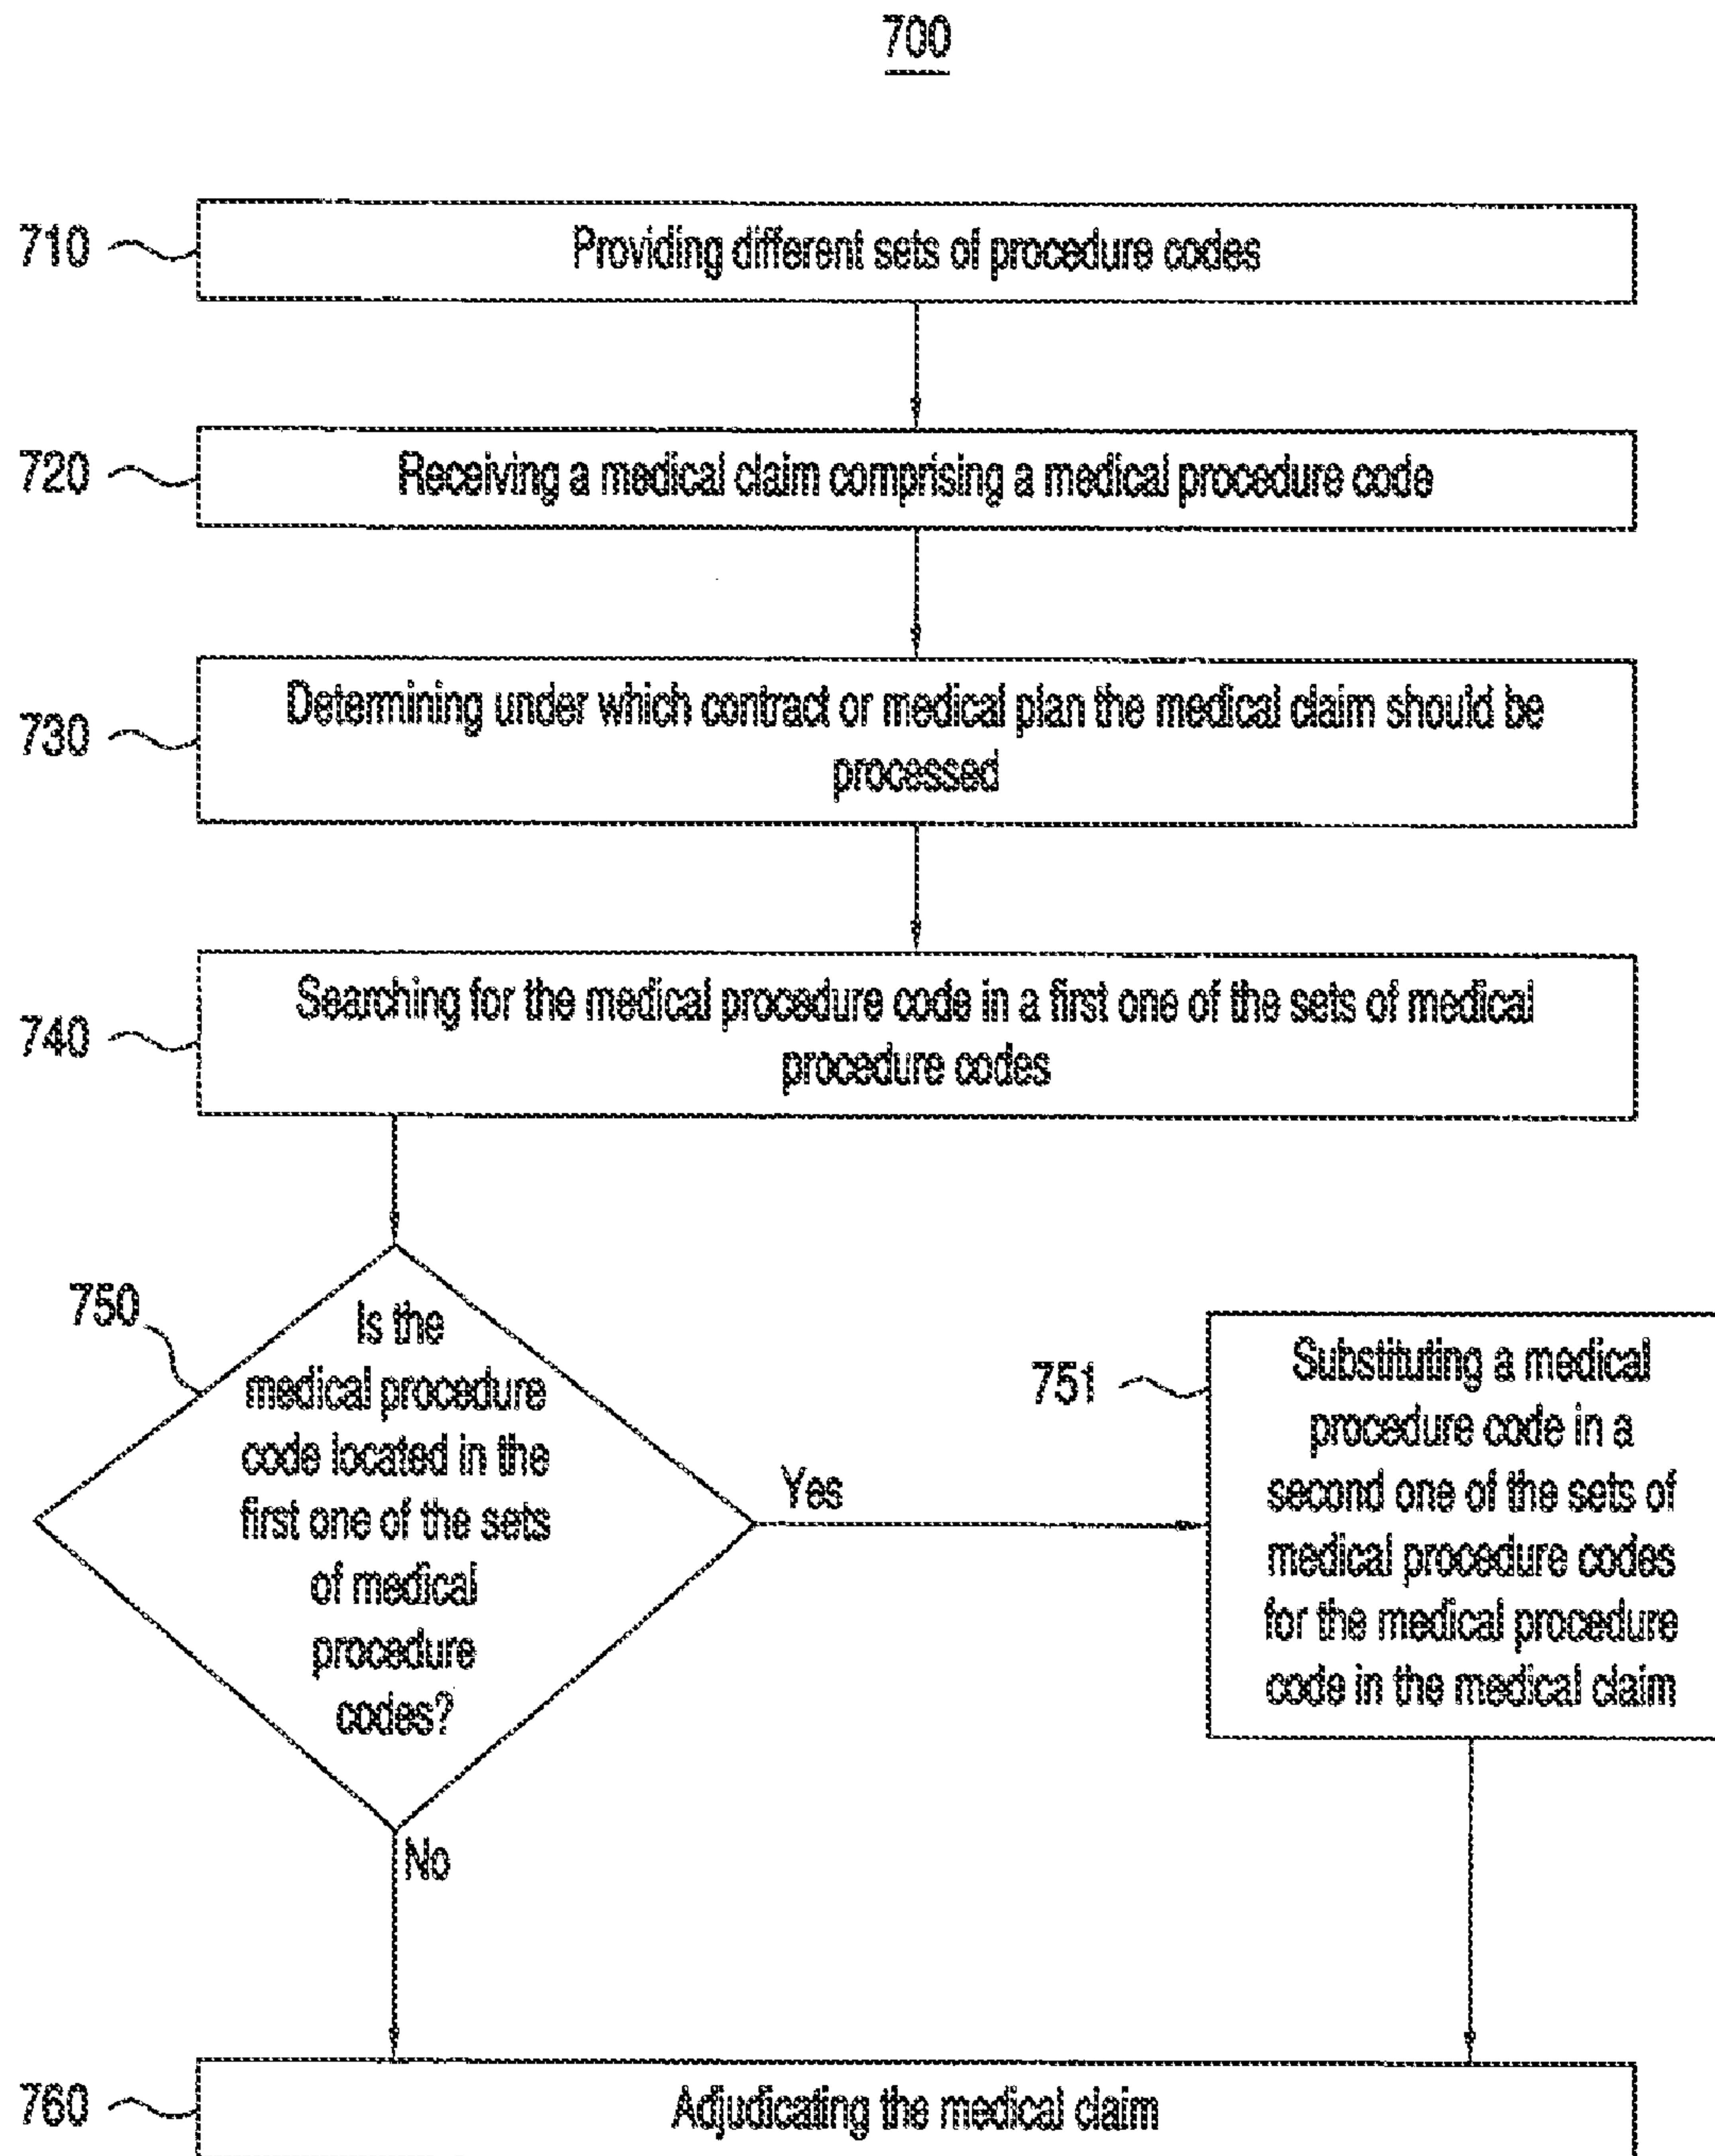 700
710
Providing different sets of procedure codes
720
Receiving a medical claim comprising a medical procedure code
730
Determining under which contract or medical plan the medical claim should be
processed
740
Searching for the medical procedure code in a first one of the sets of medical
procedure codes
750
Is the
medical procedure
code located in the
first one of the sets
of medical
procedure
codes?
Yes
No
751
Substituting a medical
procedure code in a
second one of the sets of
medical procedure codes
for the medical procedure
code in the medical claim
760
Adjudicating the medical claim